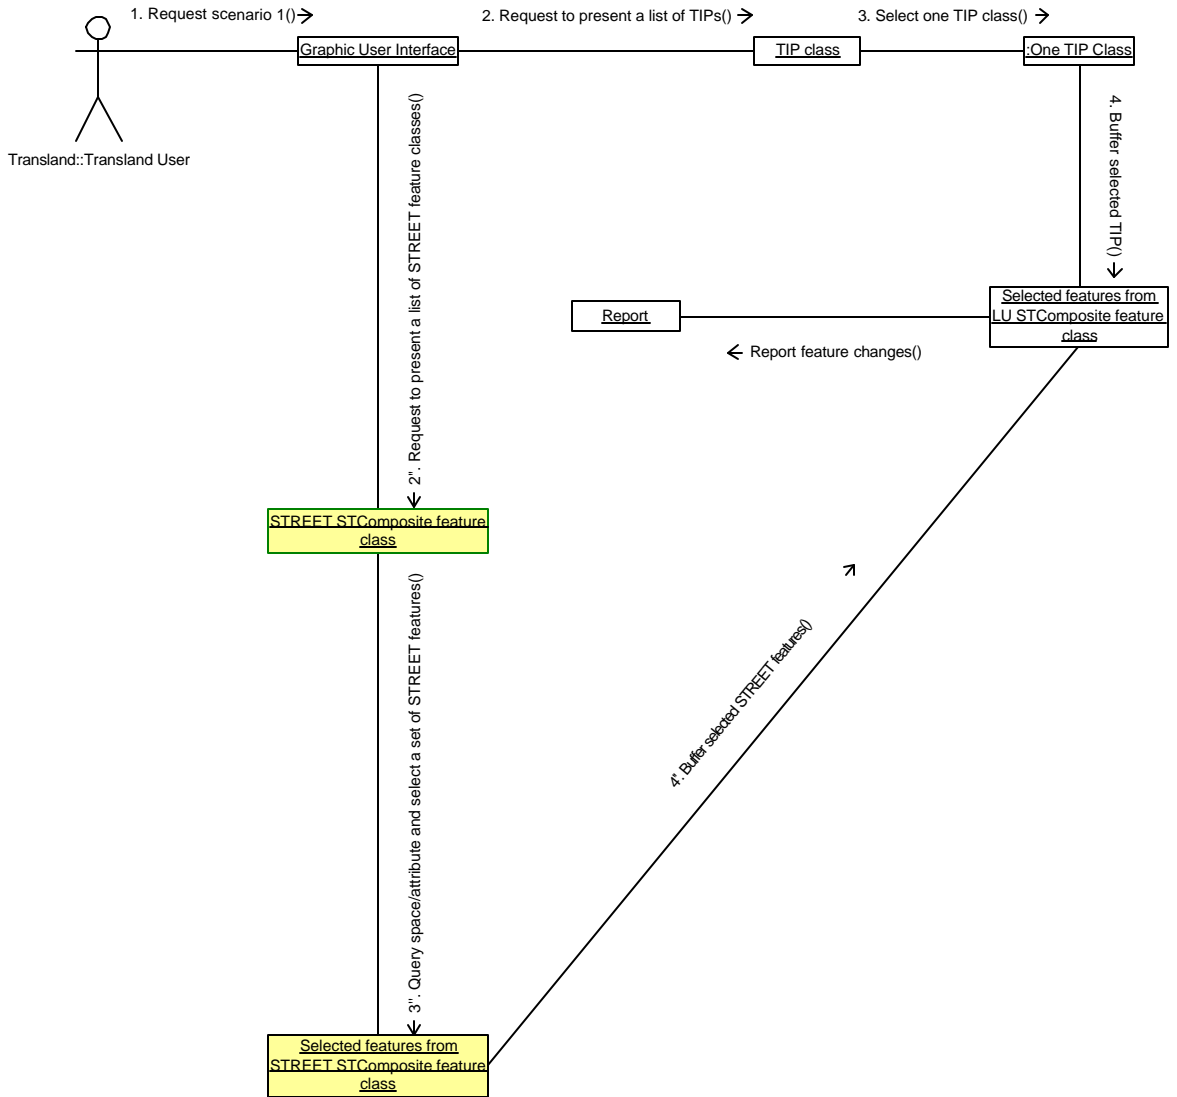 1. Request scenario 1()
2. Request to present a list of TIPs()
3. Select one TIP class()
Graphic User Interface
TIP class
:One TIP Class
Transland::Transland User
4. Buffer selected TIP()
2". Request to present a list of STREET feature classes()
Selected features from
LU STComposite feature
class
Report
Report feature changes()
STREET STComposite feature
class
3". Query space/attribute and select a set of STREET features()
4". Buffer selected STREET features()
Selected features from
STREET STComposite feature
class